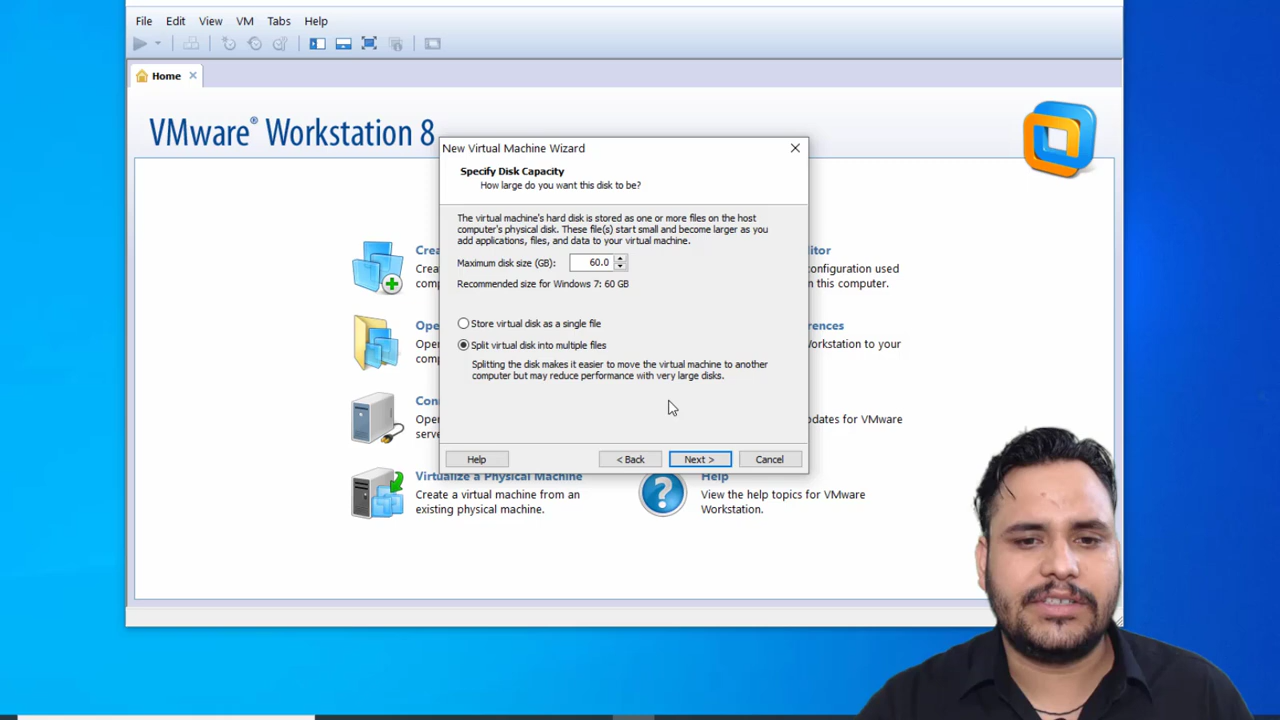 File Edit View VM Tabs Help
Home
VMware® Workstation 8
New Virtual Machine Wizard
Specify Disk Capacity
How large do you want this disk to be?
The virtual machine's hard disk is stored as one or more files on the host
computer's physical disk. These file(s) start small and become larger as you
add applications, files, and data to your virtual machine.
Maximum disk size (GB): 60.0
Recommended size for Windows 7: 60 GB
Store virtual disk as a single file
Split virtual disk into multiple files
Splitting the disk makes it easier to move the virtual machine to another
computer but may reduce performance with very large disks.
Help < Back Next > Cancel
onfiguration used
this computer.
Workstation to your
dates for VMware
Virtualize a Physical Machine
Create a virtual machine from an
existing physical machine.
Help
View the help topics for VMware
Workstation.